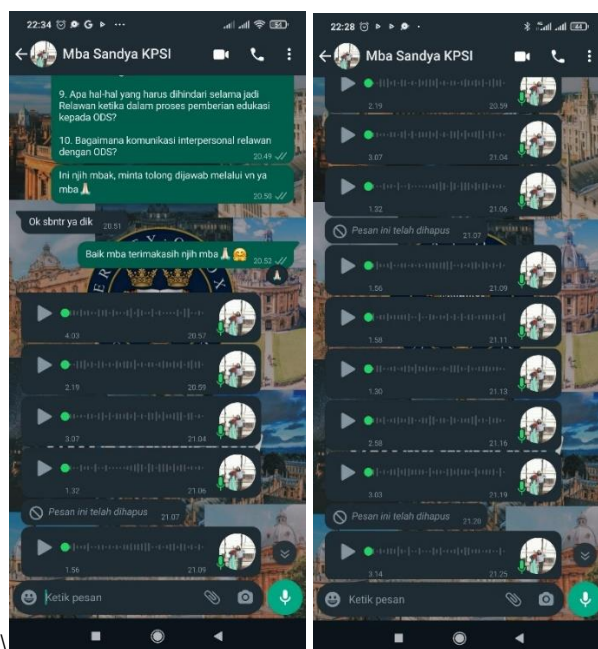 22:34
Mba Sandya KPSI
9. Apa hal-hal yang harus dihindari selama jadi
Relawan ketika dalam proses pemberian edukasi
kepada ODS?
10. Bagaimana komunikasi interpersonal relawan
dengan ODS?
20.49
Ini njih mbak, minta tolong dijawab melalui vn ya
mba🙏
20.50
Ok sbntr ya dik 20.51
Baik mba terimakasih njih mba🙏🤗 20.52
4:03 20.57
2.19 20.59
3:07 21.04
1.32 21.06
Pesan ini telah dihapus 21.07
1.56 21.09
Ketik pesan
22:28
Mba Sandya KPSI
2.19 20.59
3:07 21.04
1.32 21.06
Pesan ini telah dihapus 21.07
1.56 21.09
1.58 21.11
1.30 21.13
2:58 21.16
3.03 21.19
Pesan ini telah dihapus 21.20
3.14 21.25
Ketik pesan
\